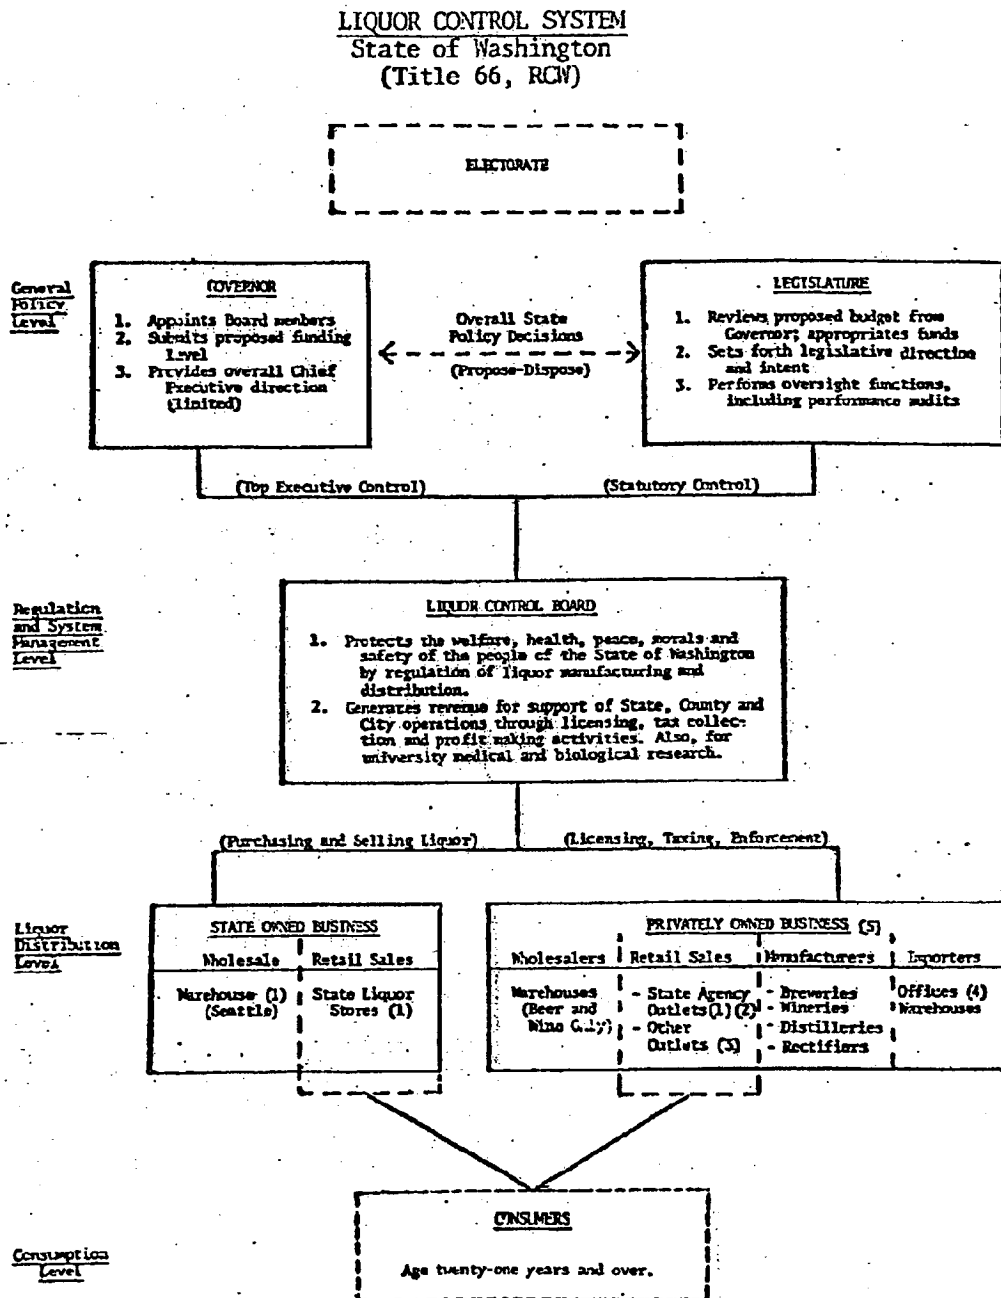 LIQUOR CONTROL SYSTEM
State of Washington
(Title 66, RCW)
ELECTORATE
General
Policy
Level
GOVERNOR
1. Appoints Board members
2. Submits proposed funding
Level
3. Provides overall Chief
Executive direction
(limited)
Overall State
Policy Decisions
(Propose-Dispose)
LEGISLATURE
1. Reviews proposed budget from
Governor; appropriates funds
2. Sets forth legislative direction
and intent
3. Performs oversight functions,
including performance audits
(Top Executive Control)
(Statutory Control)
Regulation
and System
Management
Level
LIQUOR CONTROL BOARD
1. Protects the welfare, health, peace, morals and
safety of the people of the State of Washington
by regulation of liquor manufacturing and
distribution.
2. Generates revenue for support of State, County and
City operations through licensing, tax collec-
tion and profit making activities. Also, for
university medical and biological research.
(Purchasing and Selling Liquor)
(Licensing, Taxing, Enforcement)
Liquor
Distribution
Level
STATE OWNED BUSINESS
Wholesale
Retail Sales
Warehouse (1)
(Seattle)
State Liquor
Stores (1)
PRIVATELY OWNED BUSINESS (5)
Wholesalers
Retail Sales
Manufacturers
Importers
Warehouses
(Beer and
Wine Only)
- State Agency
Outlets(1)(2)
- Other
Outlets (3)
- Breweries
- Wineries
- Distilleries
- Rectifiers
Offices (4)
Warehouses
Consumption
Level
CONSUMERS
Age twenty-one years and over.